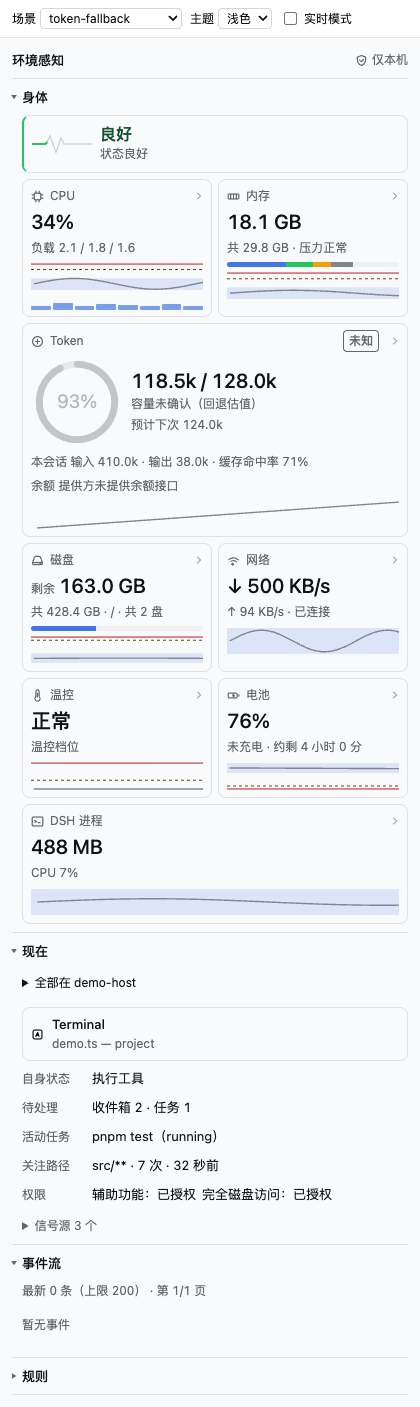 场景 token-fallback 主题 浅色 实时模式
环境感知 仅本机
身体
良好
状态良好
CPU
34%
负载 2.1 / 1.8 / 1.6
内存
18.1 GB
共 29.8 GB · 压力正常
Token 未知
93%
118.5k / 128.0k
容量未确认（回退估值）
预计下次 124.0k
本会话 输入 410.0k · 输出 38.0k · 缓存命中率 71%
余额 提供方未提供余额接口
磁盘
剩余 163.0 GB
共 428.4 GB · / · 共 2 盘
网络
↓ 500 KB/s
↑ 94 KB/s · 已连接
温控
正常
温控档位
电池
76%
未充电 · 约剩 4 小时 0 分
DSH 进程
488 MB
CPU 7%
现在
全部在 demo-host
Terminal
demo.ts — project
自身状态 执行工具
待处理 收件箱 2 · 任务 1
活动任务 pnpm test（running）
关注路径 src/** · 7 次 · 32 秒前
权限 辅助功能：已授权 完全磁盘访问：已授权
信号源 3 个
事件流
最新 0 条（上限 200） · 第 1/1 页
暂无事件
规则